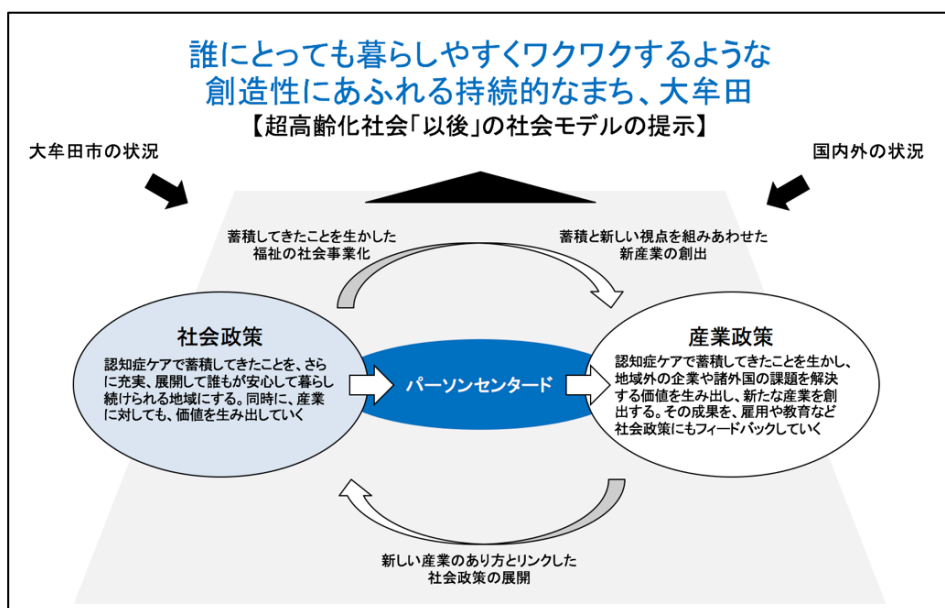 誰にとっても暮らしやすくワクワクするような
創造性にあふれる持続的なまち、大牟田
【超高齢化社会「以後」の社会モデルの提示】
大牟田市の状況
国内外の状況
蓄積してきたことを生かした
福祉の社会事業化
蓄積と新しい視点を組みあわせた
新産業の創出
社会政策
認知症ケアで蓄積してきたことを、さら
に充実、展開して誰もが安心して暮らし
続けられる地域にする。同時に、産業
に対しても、価値を生み出していく
パーソンセンタード
産業政策
認知症ケアで蓄積してきたことを生かし、
地域外の企業や諸外国の課題を解決
する価値を生み出し、新たな産業を創
出する。その成果を、雇用や教育など
社会政策にもフィードバックしていく
新しい産業のあり方とリンクした
社会政策の展開